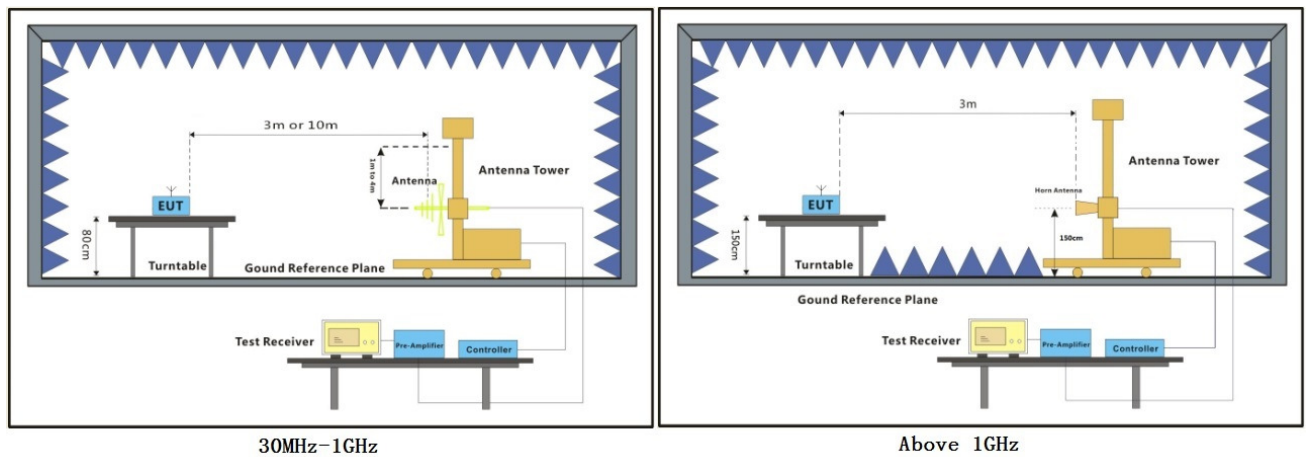 3m or 10m
1m to 4m
Antenna
Antenna Tower
EUT
80cm
Turntable
Gound Reference Plane
Test Receiver
Pre-Amplifier
Controller
30MHz-1GHz
3m
Antenna Tower
Horn Antenna
EUT
150cm
150cm
Turntable
Gound Reference Plane
Test Receiver
Pre-Amplifier
Controller
Above 1GHz